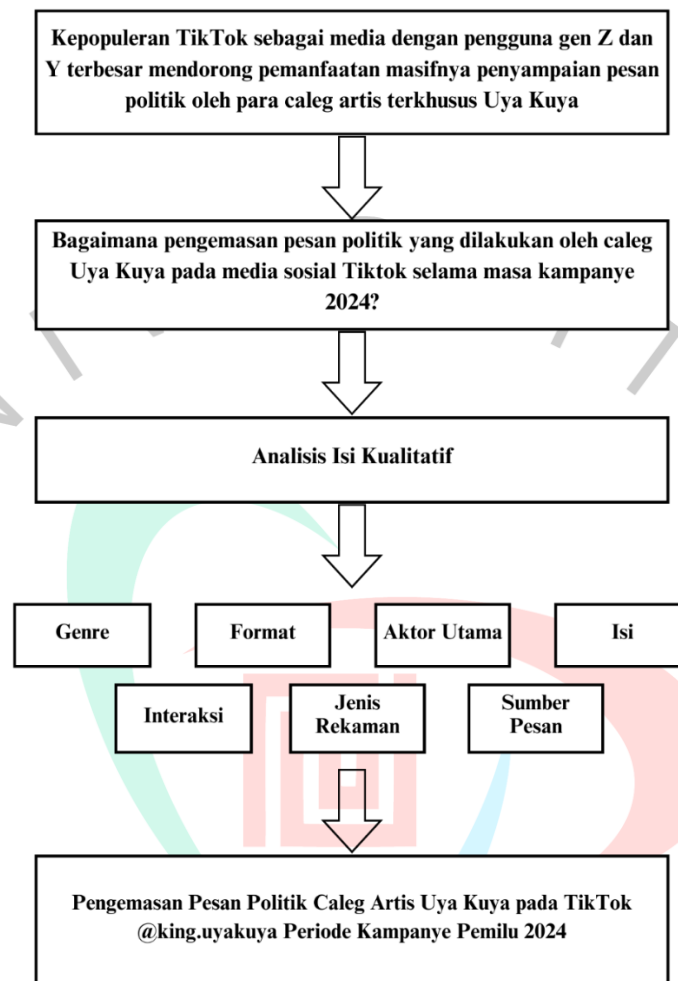 Kepopuleran TikTok sebagai media dengan pengguna gen Z dan
Y terbesar mendorong pemanfaatan masifnya penyampaian pesan
politik oleh para caleg artis terkhusus Uya Kuya
Bagaimana pengemasan pesan politik yang dilakukan oleh caleg
Uya Kuya pada media sosial Tiktok selama masa kampanye
2024?
Analisis Isi Kualitatif
Genre
Format
Aktor Utama
Isi
Interaksi
Jenis
Rekaman
Sumber
Pesan
Pengemasan Pesan Politik Caleg Artis Uya Kuya pada TikTok
@king.uyakuya Periode Kampanye Pemilu 2024